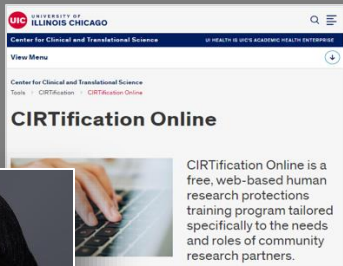 UIC UNIVERSITY OF
ILLINOIS CHICAGO
Center for Clinical and Translational Science
UI HEALTH IS UIC'S ACADEMIC HEALTH ENTERPRISE
View Menu
Center for Clinical and Translational Science
Tools › CIRTification › CIRTification Online
CIRTification Online
CIRTification Online is a
free, web-based human
research protections
training program tailored
specifically to the needs
and roles of community
research partners.